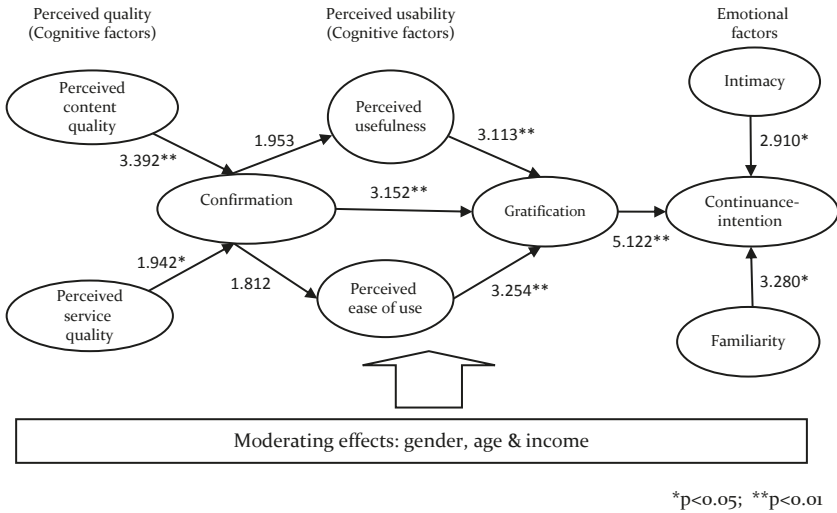 Perceived quality
(Cognitive factors)
Perceived usability
(Cognitive factors)
Emotional
factors
Perceived
content
quality
Perceived
usefulness
Intimacy
3.392**
1.953
3.113**
2.910*
Confirmation
3.152**
Gratification
5.122**
Continuance-
intention
1.942*
1.812
3.254**
3.280*
Perceived
service
quality
Perceived
ease of use
Familiarity
Moderating effects: gender, age & income
*p<0.05; **p<0.01